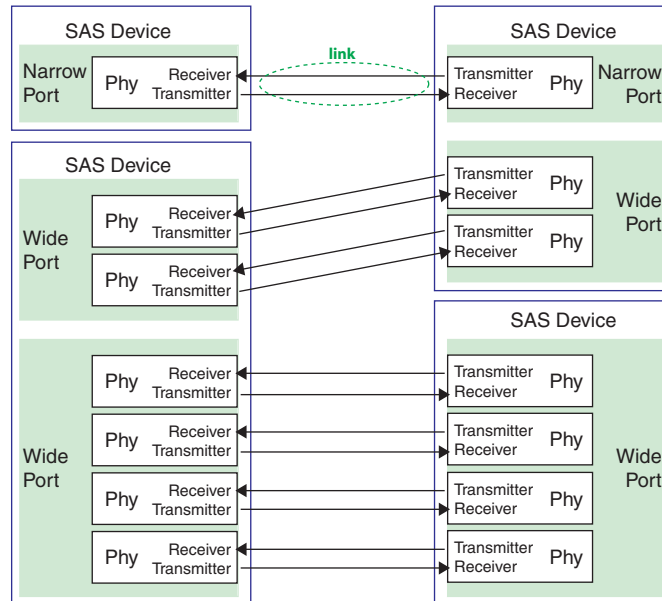 SAS Device
Narrow
Port
Phy
Receiver
Transmitter
link
SAS Device
Transmitter
Receiver
Phy
Narrow
Port
SAS Device
Wide
Port
Phy
Receiver
Transmitter
Phy
Receiver
Transmitter
Transmitter
Receiver
Phy
Transmitter
Receiver
Phy
Wide
Port
Wide
Port
Phy
Receiver
Transmitter
Phy
Receiver
Transmitter
Phy
Receiver
Transmitter
Phy
Receiver
Transmitter
SAS Device
Transmitter
Receiver
Phy
Transmitter
Receiver
Phy
Transmitter
Receiver
Phy
Transmitter
Receiver
Phy
Wide
Port